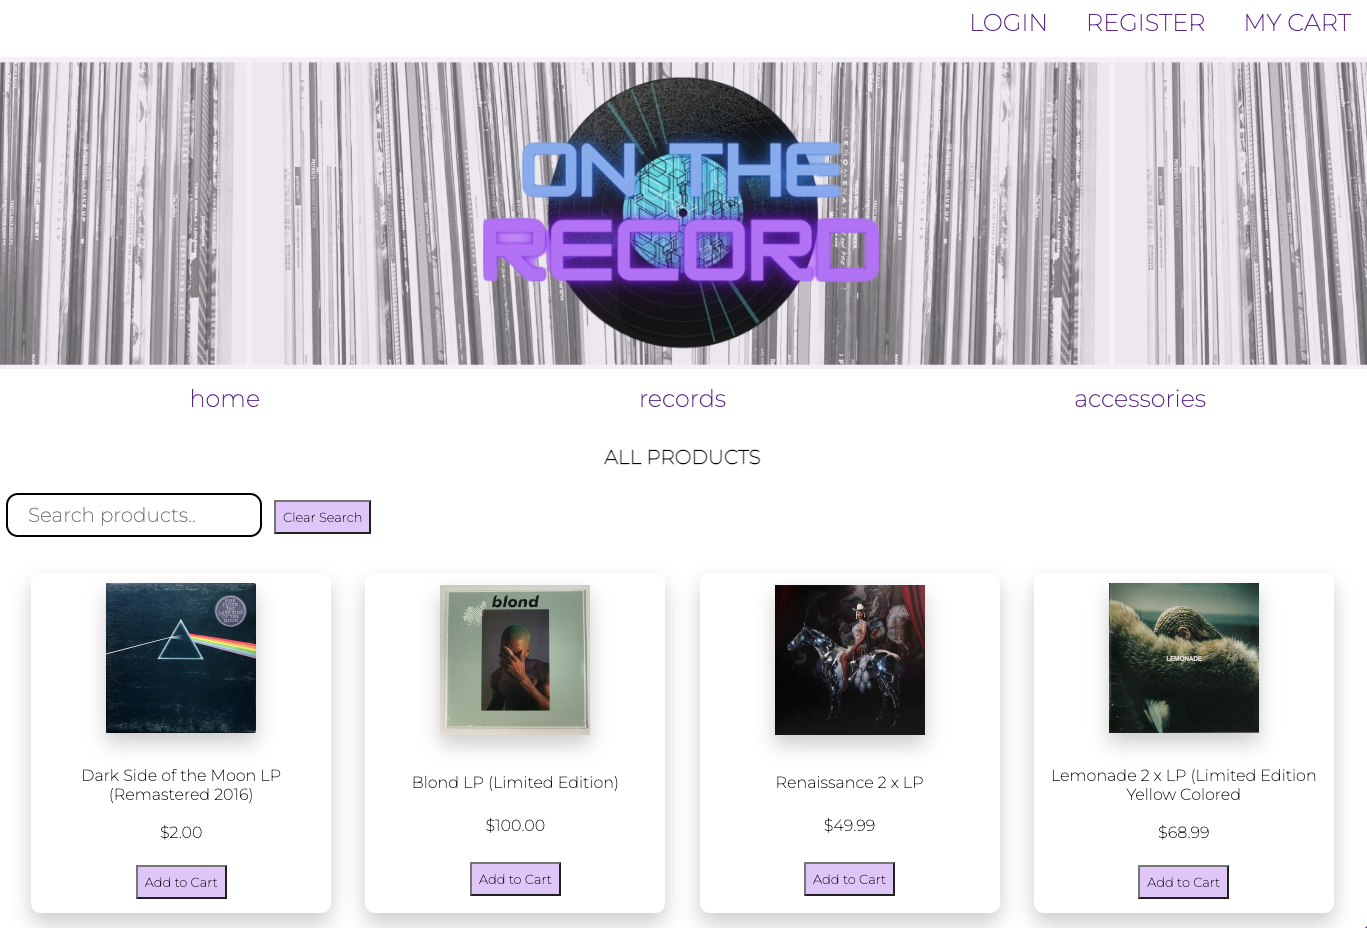 LOGIN REGISTER MY CART
ON THE
RECORD
home records accessories
ALL PRODUCTS
Search products..
Clear Search
blond
LEMONADE
Dark Side of the Moon LP
(Remastered 2016)
$2.00
Add to Cart
Blond LP (Limited Edition)
$100.00
Add to Cart
Renaissance 2 x LP
$49.99
Add to Cart
Lemonade 2 x LP (Limited Edition
Yellow Colored
$68.99
Add to Cart